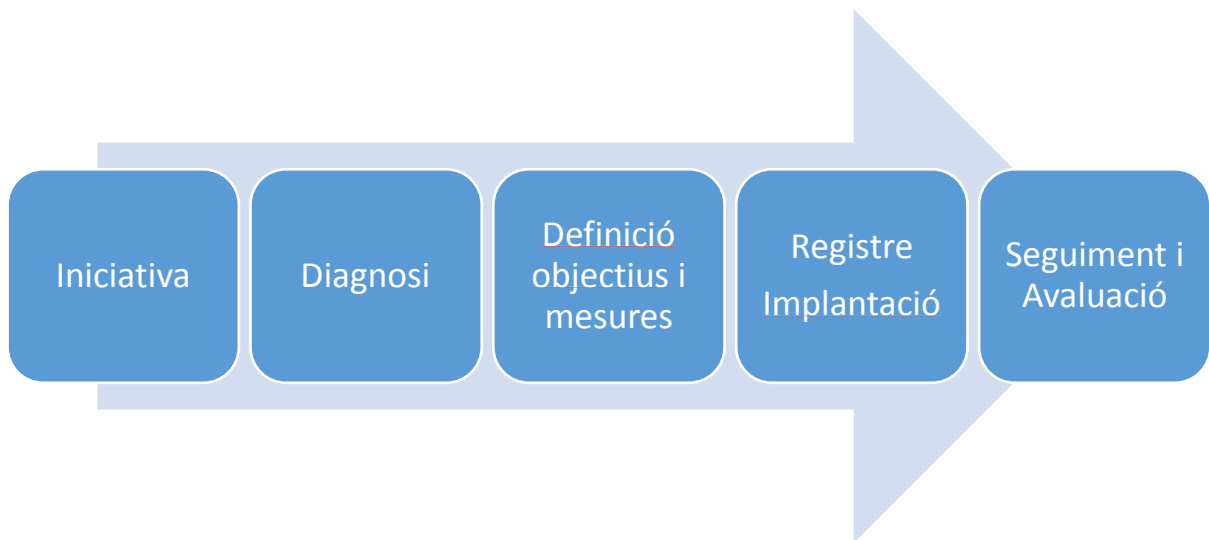 Iniciativa
Diagnosi
Definició
objectius i
mesures
Registre
Implantació
Seguiment i
Avaluació